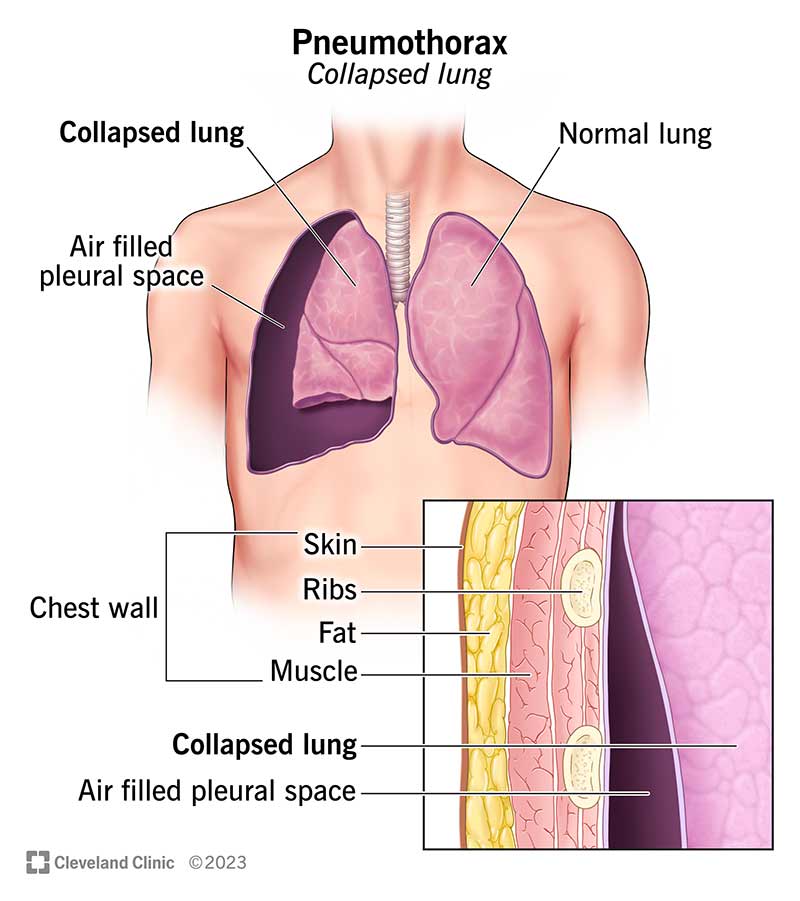 Pneumothorax
Collapsed lung
Collapsed lung
Normal lung
Air filled
pleural space
Chest wall
Skin
Ribs
Fat
Muscle
Collapsed lung
Air filled pleural space
Cleveland Clinic ©2023